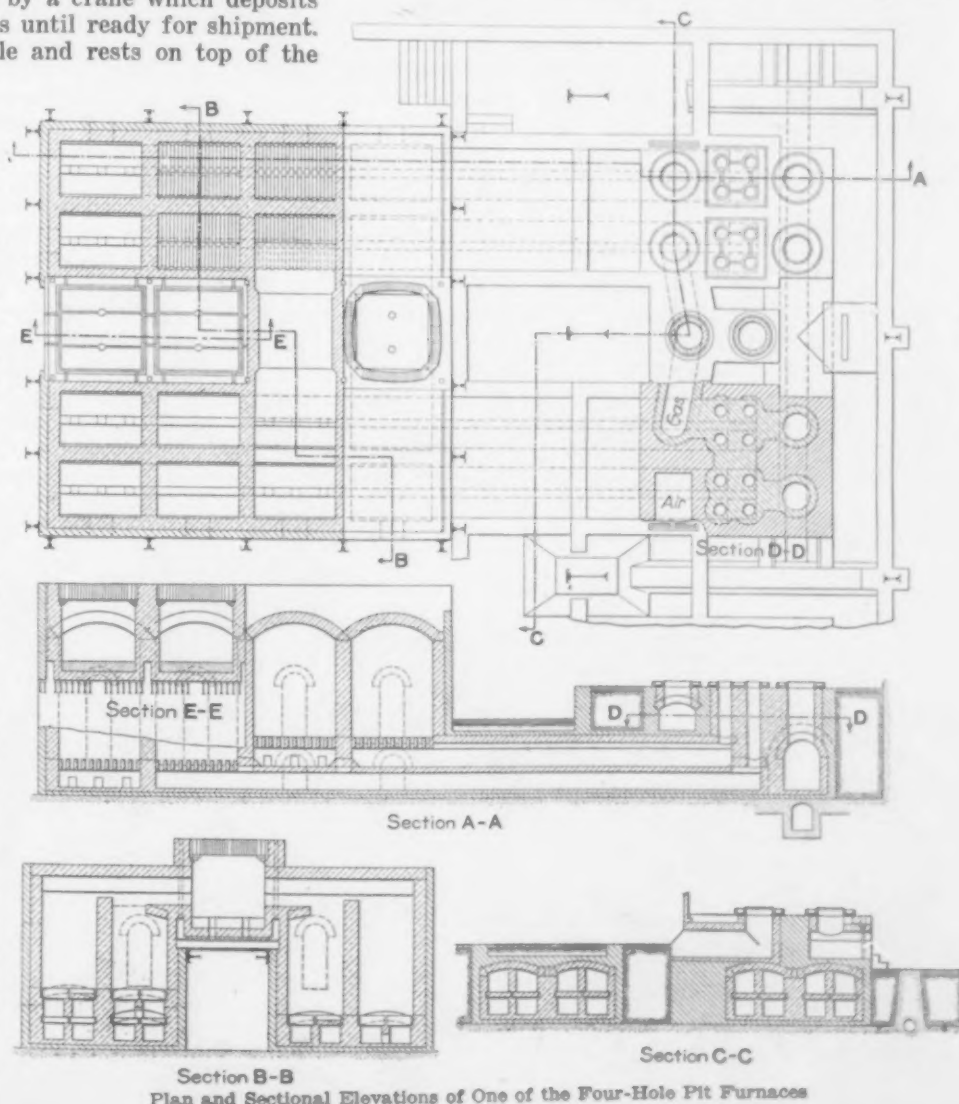 by a crane which deposits
s until ready for shipment.
le and rests on top of the
C
B
A
E
E
Gas
Air
Section D-D
B
C
Section E-E
D
D
Section A-A
Section B-B
Section C-C
Plan and Sectional Elevations of One of the Four-Hole Pit Furnaces